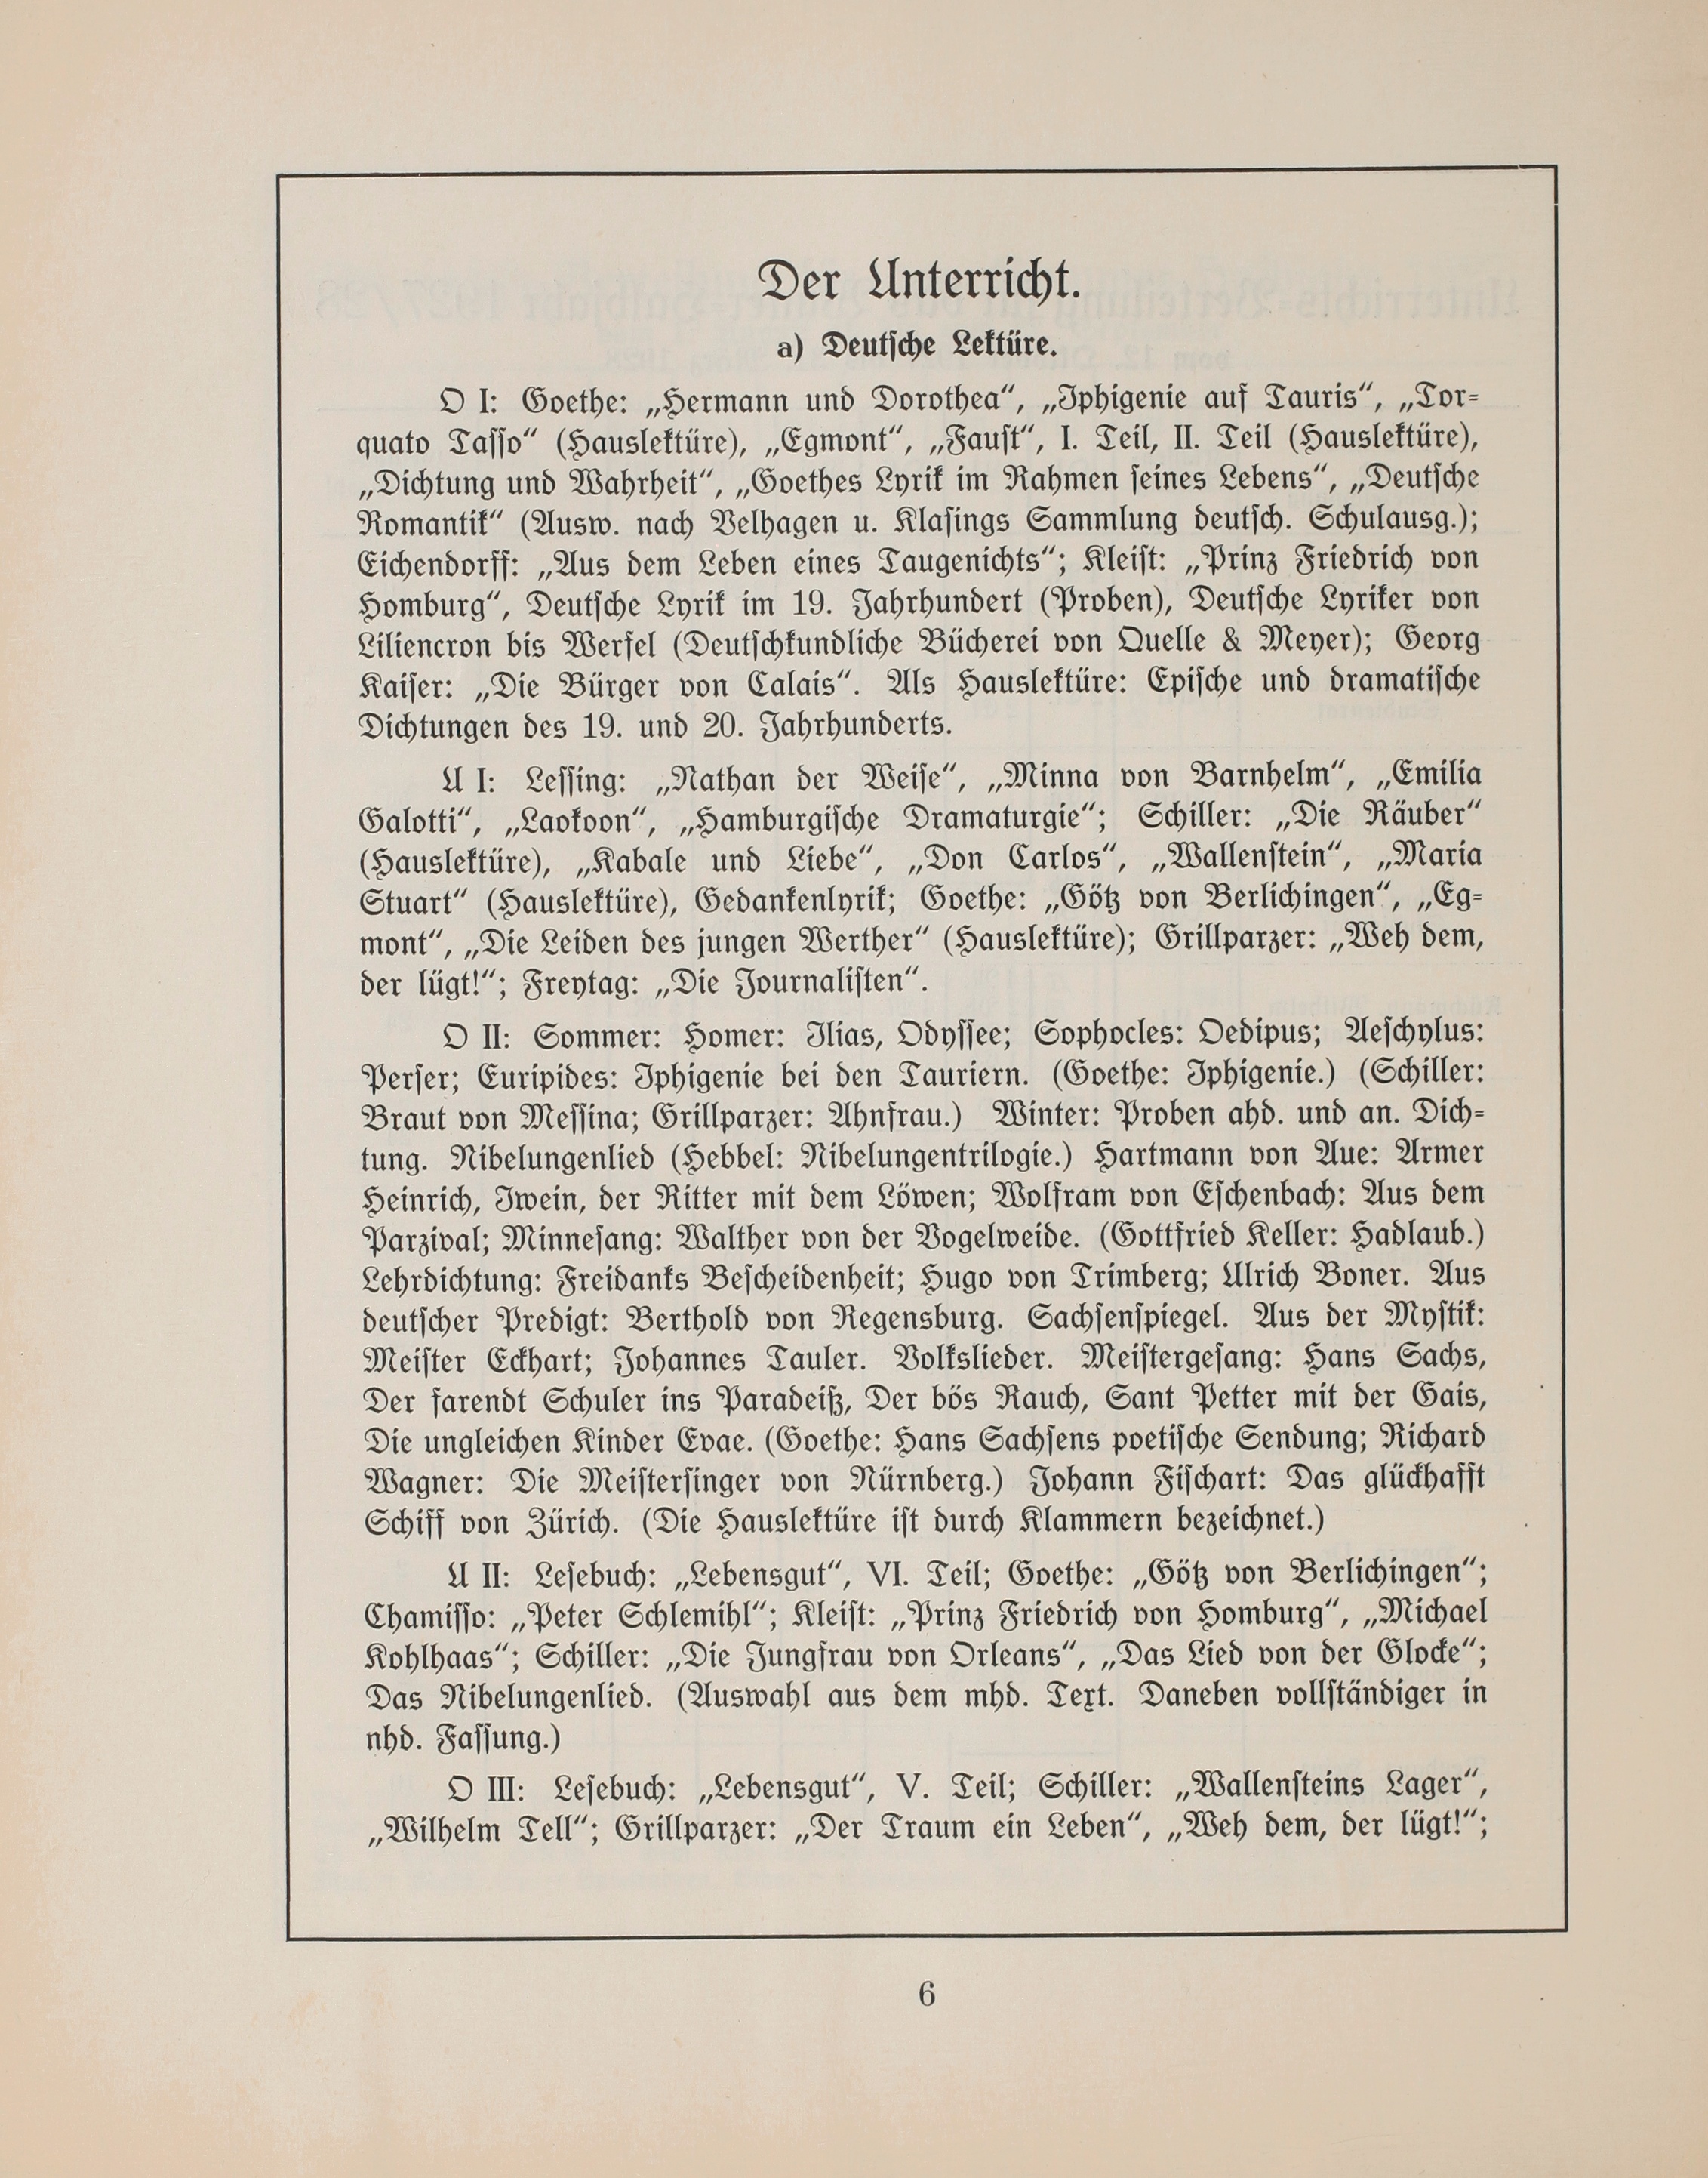 Der Unterricht.
a) Deutsche Lektüre.
O I: Goethe: „Hermann und Dorothea“, „Iphigenie auf Tauris“, „Tor-
quato Tasso“ (Hauslektüre), „Egmont“, „Faust“, I. Teil, II. Teil (Hauslektüre),
„Dichtung und Wahrheit“, „Goethes Lyrik im Rahmen seines Lebens“, „Deutsche
Romantik“ (Ausw. nach Velhagen u. Klasings Sammlung deutsch. Schulausg.);
Eichendorff: „Aus dem Leben eines Taugenichts“; Kleist: „Prinz Friedrich von
Homburg“, Deutsche Lyrik im 19. Jahrhundert (Proben), Deutsche Lyriker von
Liliencron bis Werfel (Deutschkundliche Bücherei von Quelle & Meyer); Georg
Kaiser: „Die Bürger von Calais“. Als Hauslektüre: Epische und dramatische
Dichtungen des 19. und 20. Jahrhunderts.
U I: Lessing: „Nathan der Weise“, „Minna von Barnhelm“, „Emilia
Galotti“, „Laokoon“, „Hamburgische Dramaturgie“; Schiller: „Die Räuber“
(Hauslektüre), „Kabale und Liebe“, „Don Carlos“, „Wallenstein“, „Maria
Stuart“ (Hauslektüre), Gedankenlyrik; Goethe: „Götz von Berlichingen“, „Eg-
mont“, „Die Leiden des jungen Werther“ (Hauslektüre); Grillparzer: „Weh dem,
der lügt!“; Freytag: „Die Journalisten“.
O II: Sommer: Homer: Ilias, Odyssee; Sophocles: Oedipus; Aeschylus:
Perser; Euripides: Iphigenie bei den Tauriern. (Goethe: Iphigenie.) (Schiller:
Braut von Messina; Grillparzer: Ahnfrau.) Winter: Proben ahd. und an. Dich-
tung. Nibelungenlied (Hebbel: Nibelungentrilogie.) Hartmann von Aue: Armer
Heinrich, Iwein, der Ritter mit dem Löwen; Wolfram von Eschenbach: Aus dem
Parzival; Minnesang: Walther von der Vogelweide. (Gottfried Keller: Hadlaub.)
Lehrdichtung: Freidanks Bescheidenheit; Hugo von Trimberg; Ulrich Boner. Aus
deutscher Predigt: Berthold von Regensburg. Sachsenspiegel. Aus der Mystik:
Meister Eckhart; Johannes Tauler. Volkslieder. Meistergesang: Hans Sachs,
Der farendt Schuler ins Paradeiß, Der bös Rauch, Sant Petter mit der Gais,
Die ungleichen Kinder Evae. (Goethe: Hans Sachsens poetische Sendung; Richard
Wagner: Die Meistersinger von Nürnberg.) Johann Fischart: Das glückhafft
Schiff von Zürich. (Die Hauslektüre ist durch Klammern bezeichnet.)
U II: Lesebuch: „Lebensgut“, VI. Teil; Goethe: „Götz von Berlichingen“;
Chamisso: „Peter Schlemihl“; Kleist: „Prinz Friedrich von Homburg“, „Michael
Kohlhaas“; Schiller: „Die Jungfrau von Orleans“, „Das Lied von der Glocke“;
Das Nibelungenlied. (Auswahl aus dem mhd. Text. Daneben vollständiger in
nhd. Fassung.)
O III: Lesebuch: „Lebensgut“, V. Teil; Schiller: „Wallensteins Lager“,
„Wilhelm Tell“; Grillparzer: „Der Traum ein Leben“, „Weh dem, der lügt!“;
6